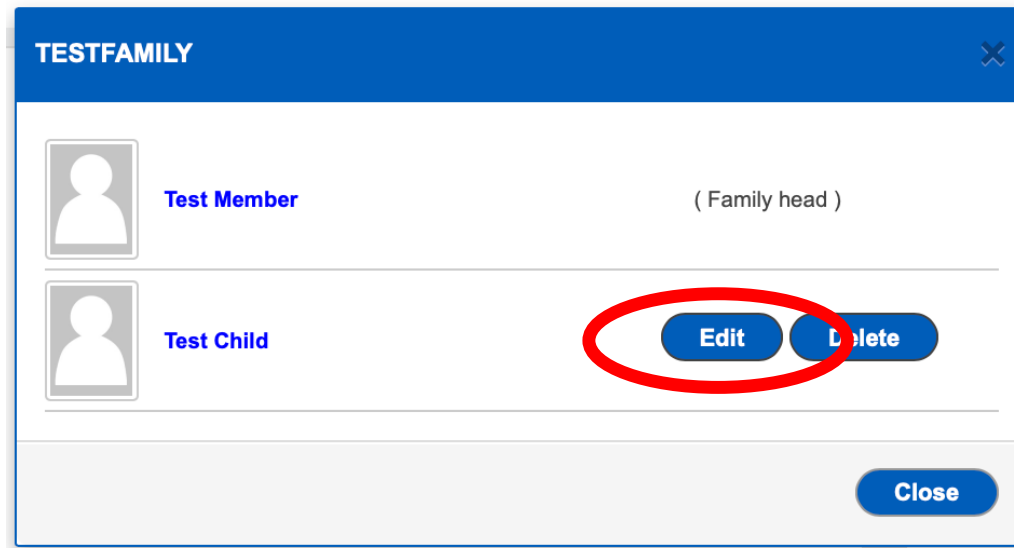 TESTFAMILY
Test Member ( Family head )
Test Child Edit Delete
Close